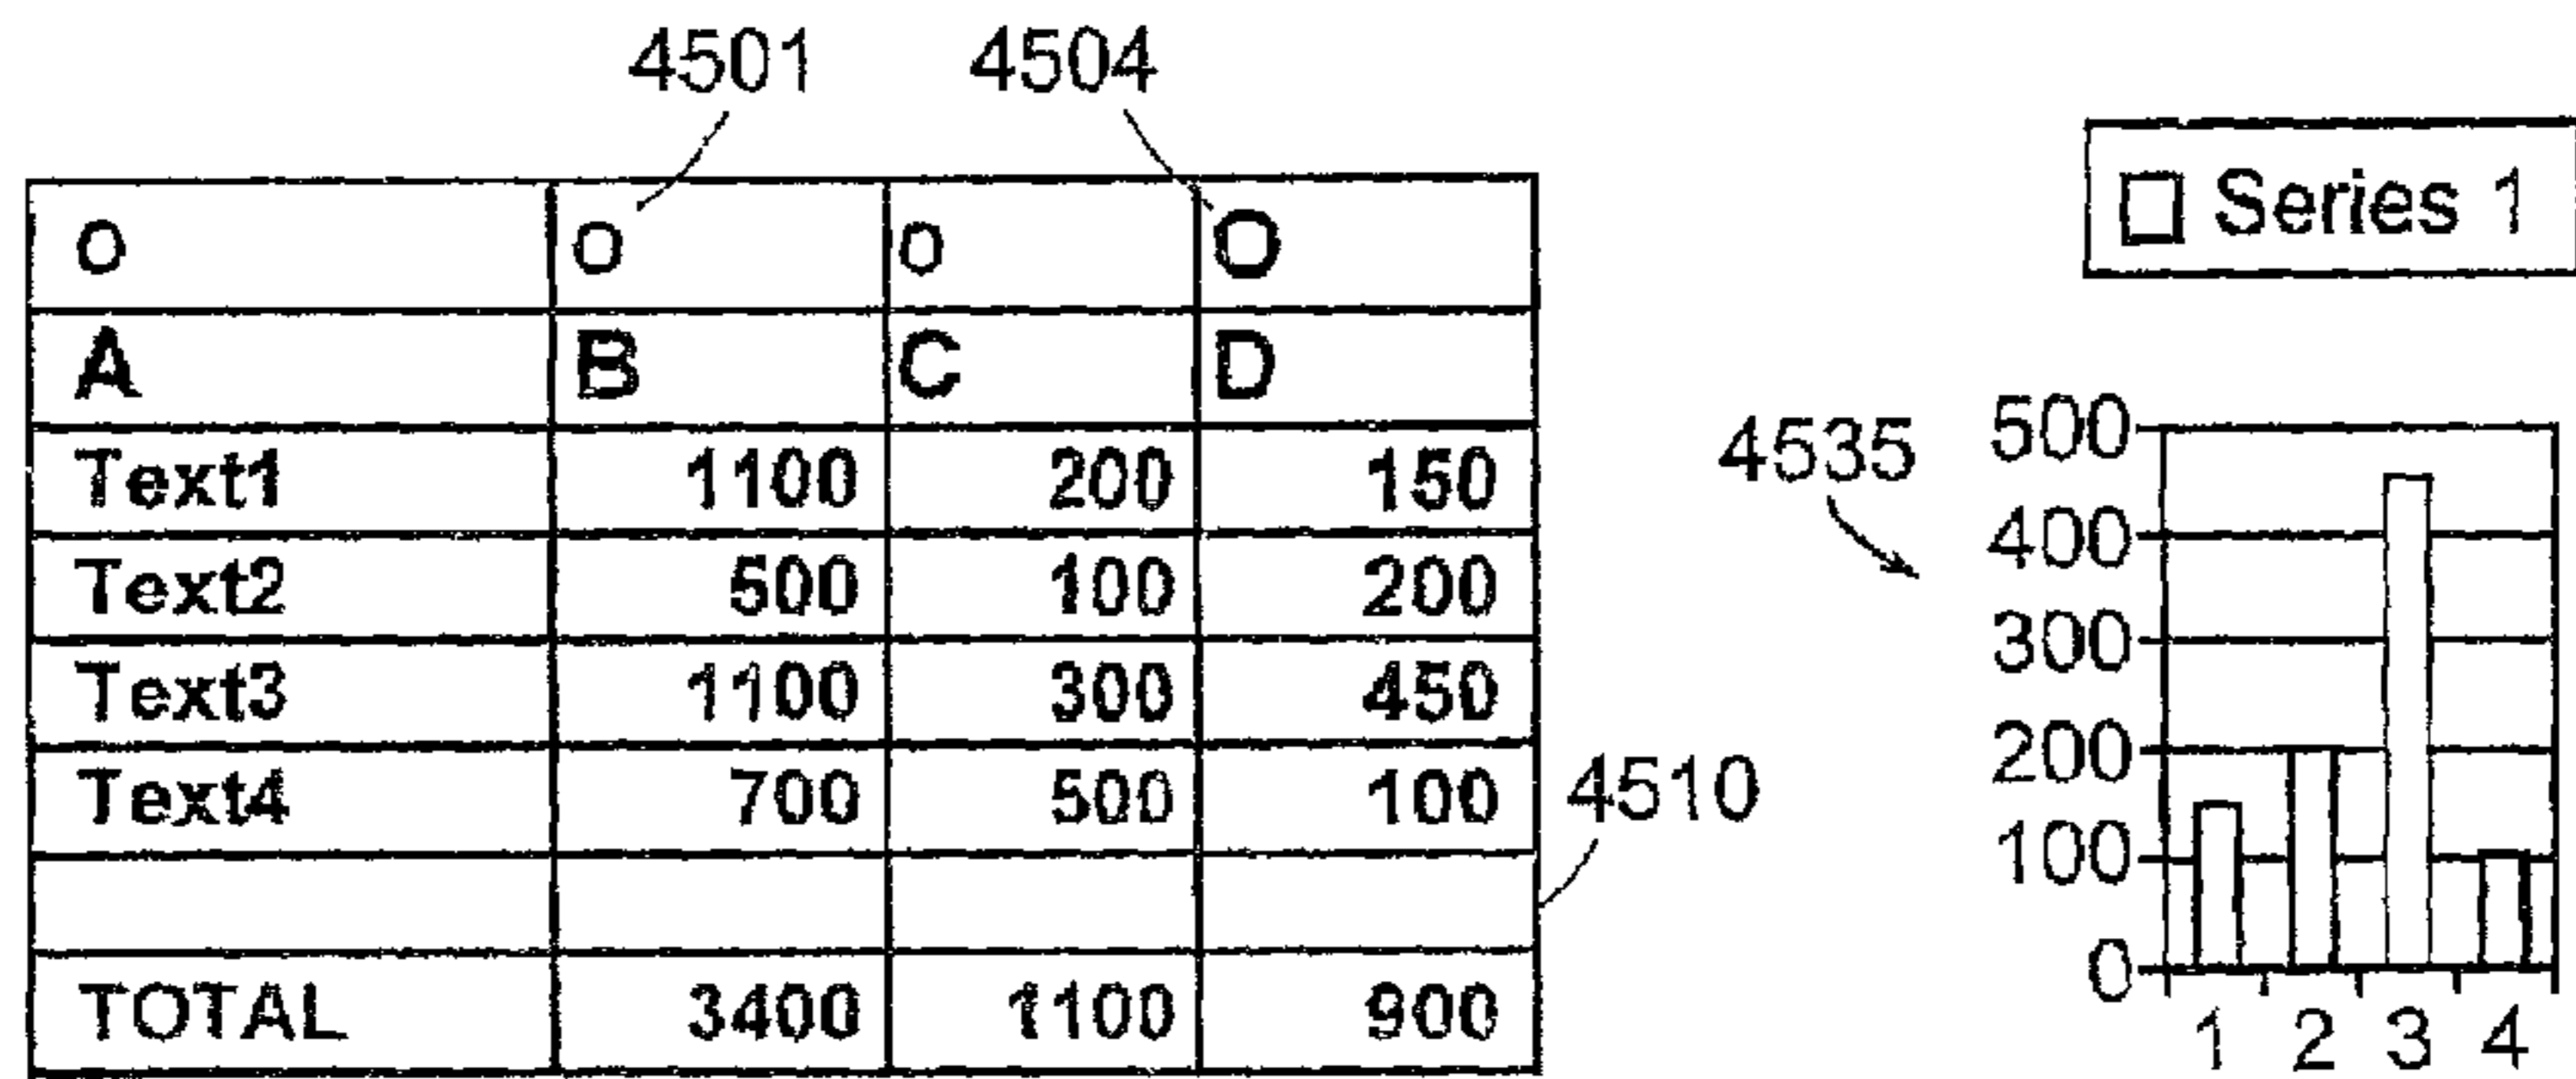 4501 4504
o o o O
A B C D
Text1 1100 200 150
Text2 500 100 200
Text3 1100 300 450
Text4 700 500 100
TOTAL 3400 1100 900
4510
4535
Series 1
500
400
300
200
100
0
1 2 3 4